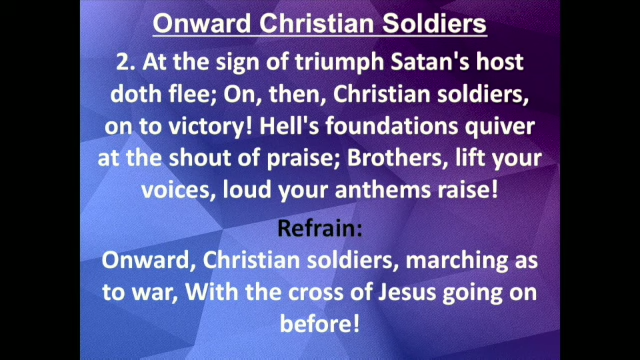 Onward Christian Soldiers
2. At the sign of triumph Satan's host
doth flee; On, then, Christian soldiers,
on to victory! Hell's foundations quiver
at the shout of praise; Brothers, lift your
voices, loud your anthems raise!
Refrain:
Onward, Christian soldiers, marching as
to war, With the cross of Jesus going on
before!